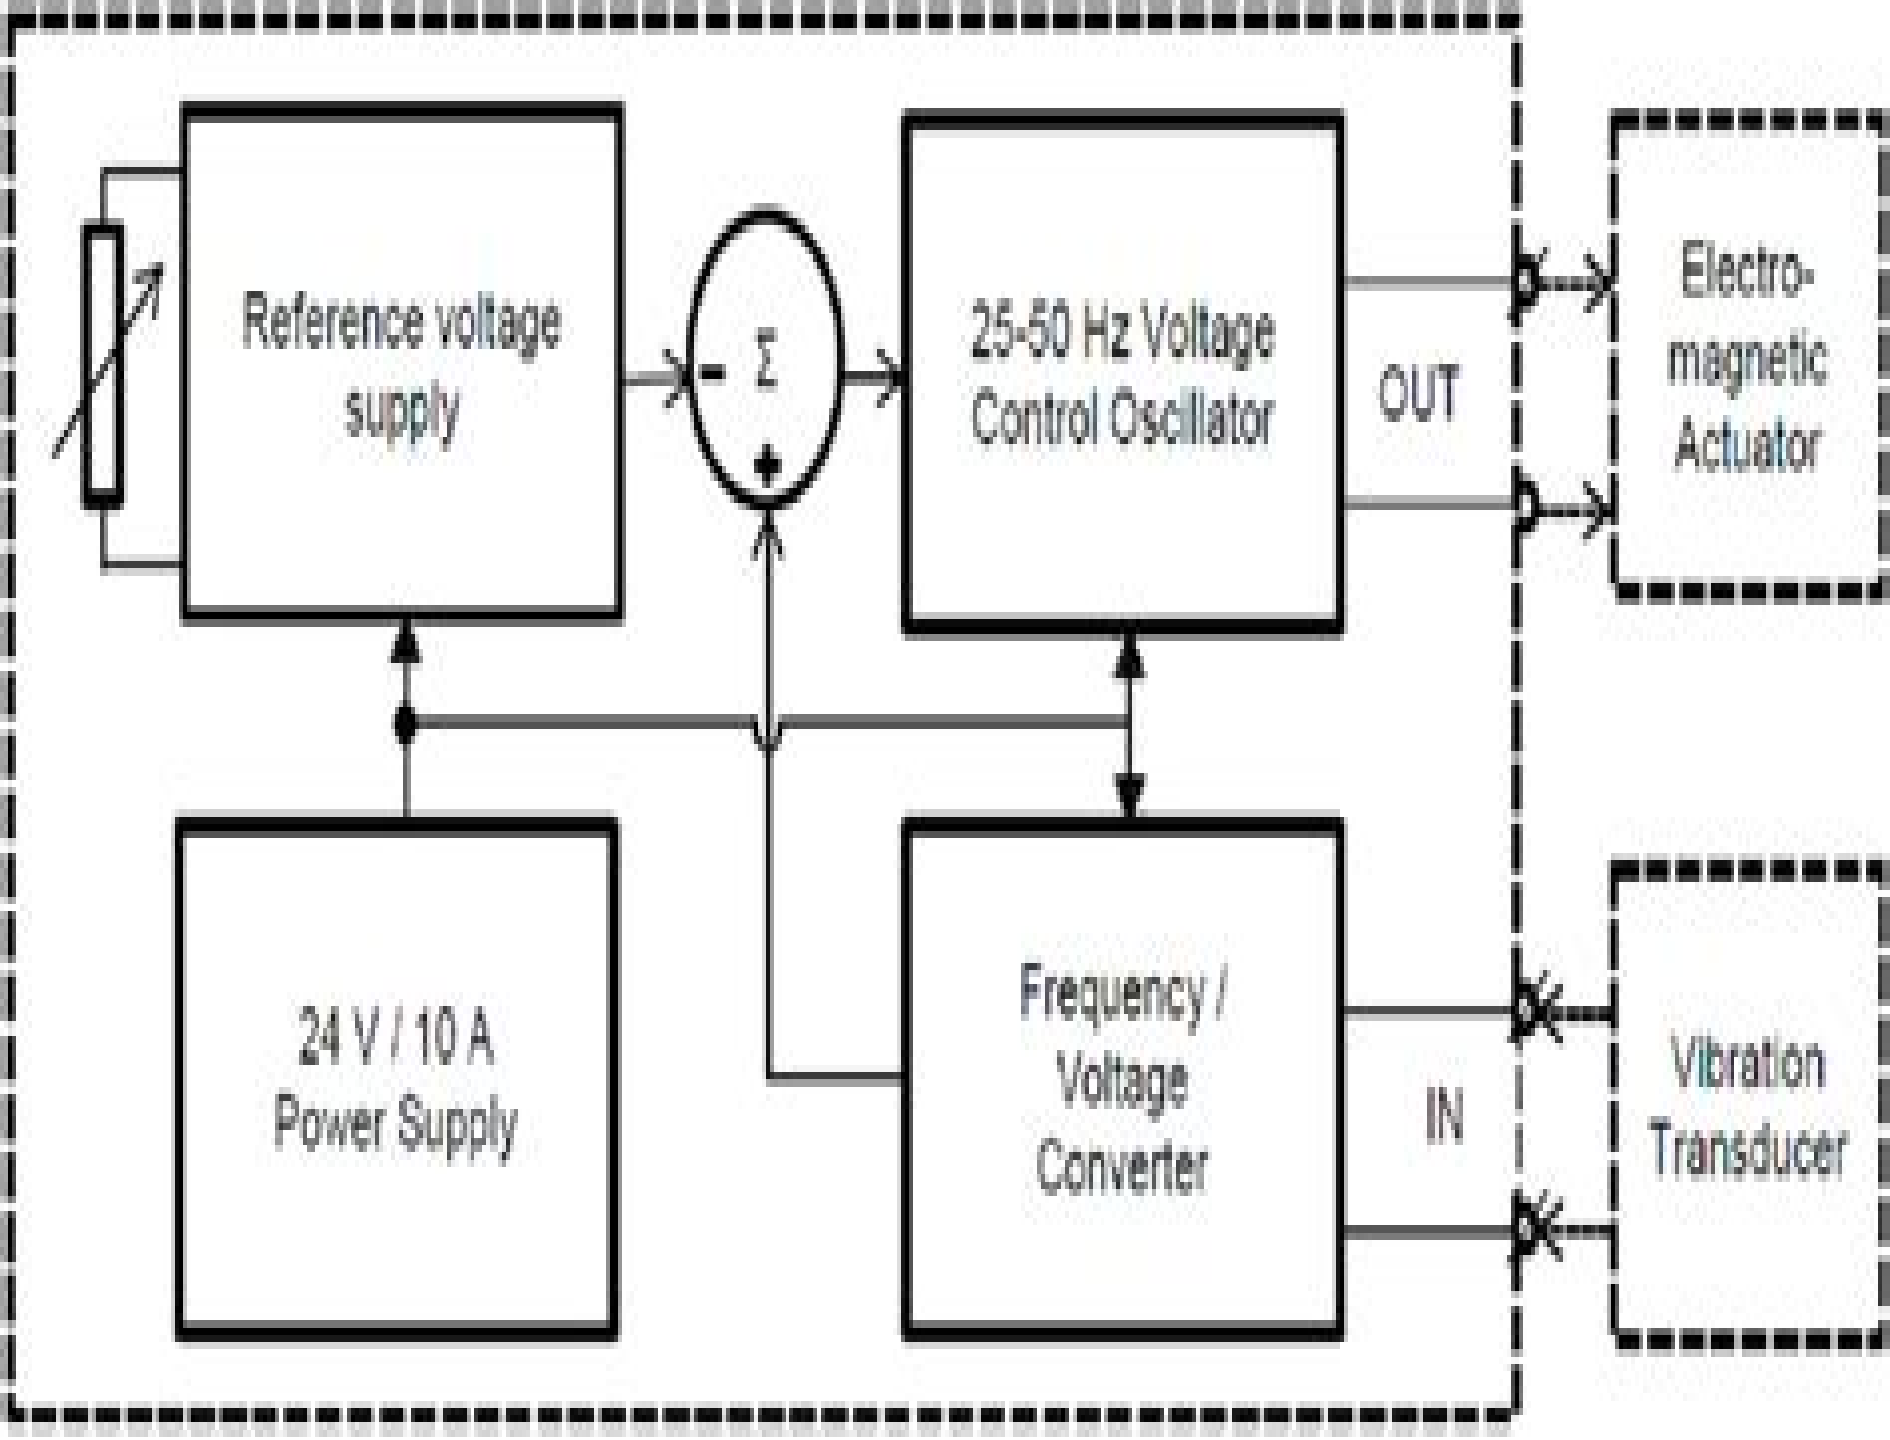 Reference voltage
supply
-
Σ
+
25-50 Hz Voltage
Control Oscillator
OUT
Electro-
magnetic
Actuator
24 V / 10 A
Power Supply
Frequency /
Voltage
Converter
IN
Vibration
Transducer